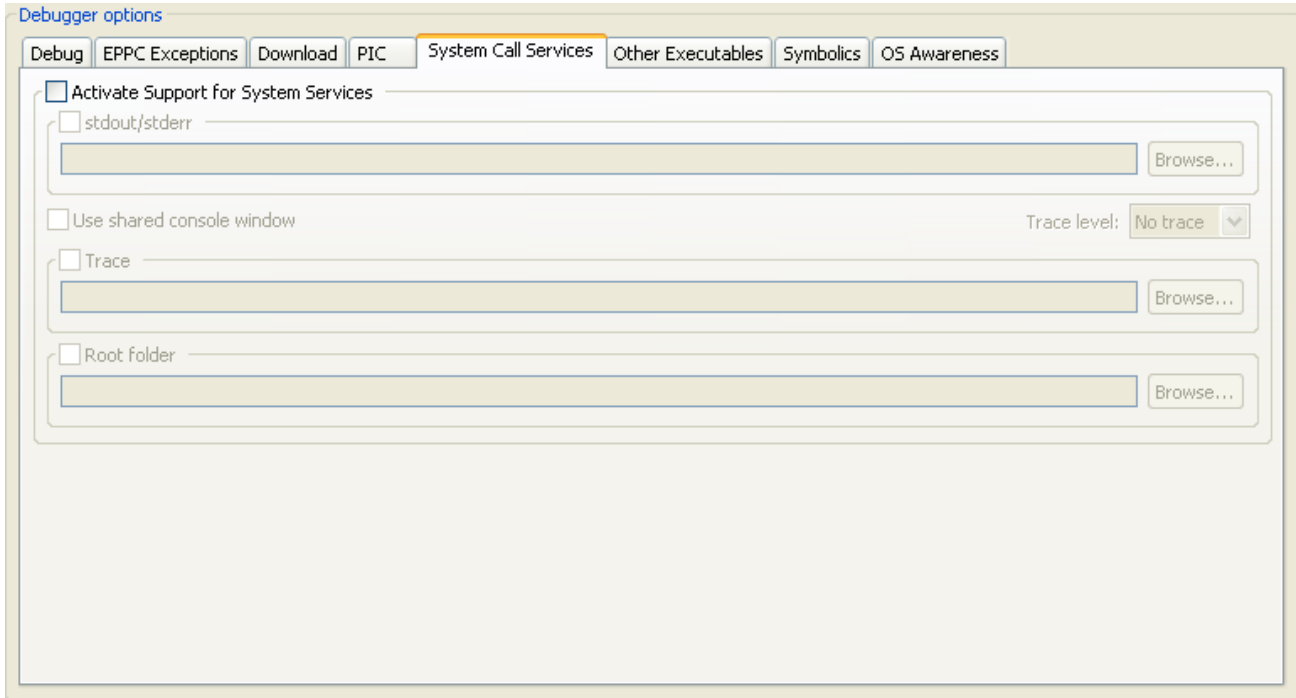 Debugger options
Debug EPPC Exceptions Download PIC System Call Services Other Executables Symbolics OS Awareness
Activate Support for System Services
stdout/stderr
Browse...
Use shared console window Trace level: No trace
Trace
Browse...
Root folder
Browse...